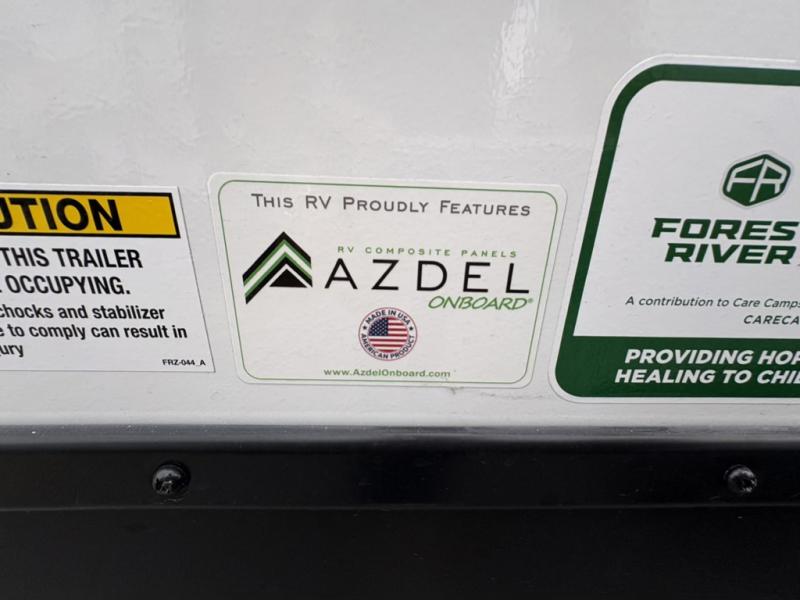 UTION
THIS TRAILER
OCCUPYING.
chocks and stabilizer
e to comply can result in
jury
FRZ-044_A
This RV Proudly Features
RV COMPOSITE PANELS
AZDEL
ONBOARD®
MADE IN USA
AMERICAN PRODUCT
www.AzdelOnboard.com
FR
FORES
RIVER
A contribution to Care Camps
CARECA
PROVIDING HOP
HEALING TO CHIL